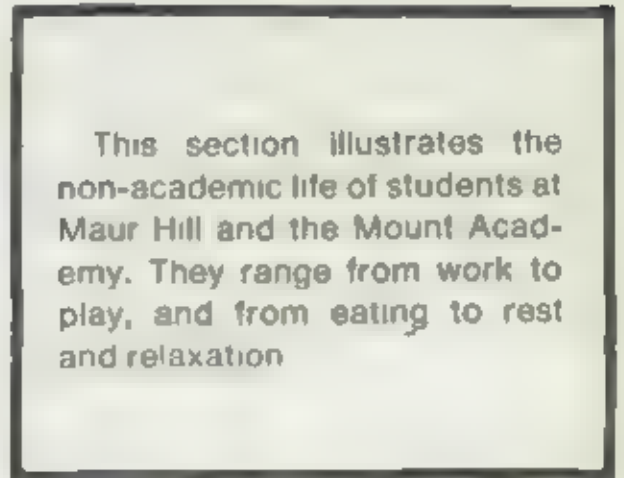 This section illustrates the
non-academic life of students at
Maur Hill and the Mount Acad-
emy. They range from work to
play, and from eating to rest
and relaxation